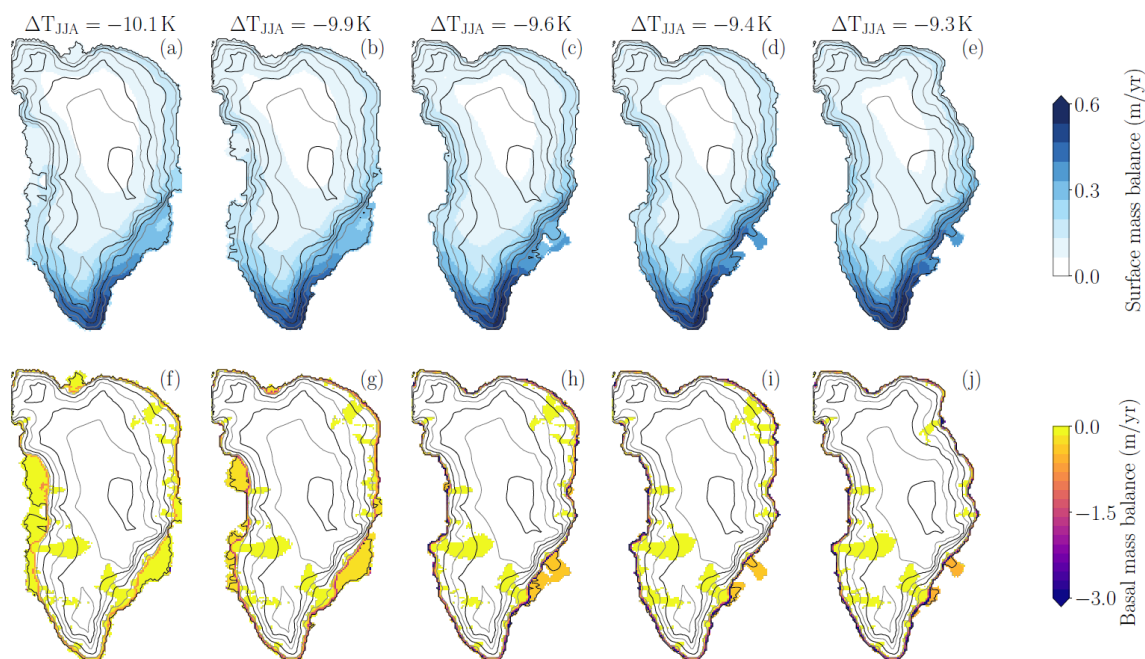 ΔT_JJA = −10.1 K ΔT_JJA = −9.9 K ΔT_JJA = −9.6 K ΔT_JJA = −9.4 K ΔT_JJA = −9.3 K
(a) (b) (c) (d) (e)
0.6
0.3
0.0
Surface mass balance (m/yr)
(f) (g) (h) (i) (j)
0.0
−1.5
−3.0
Basal mass balance (m/yr)